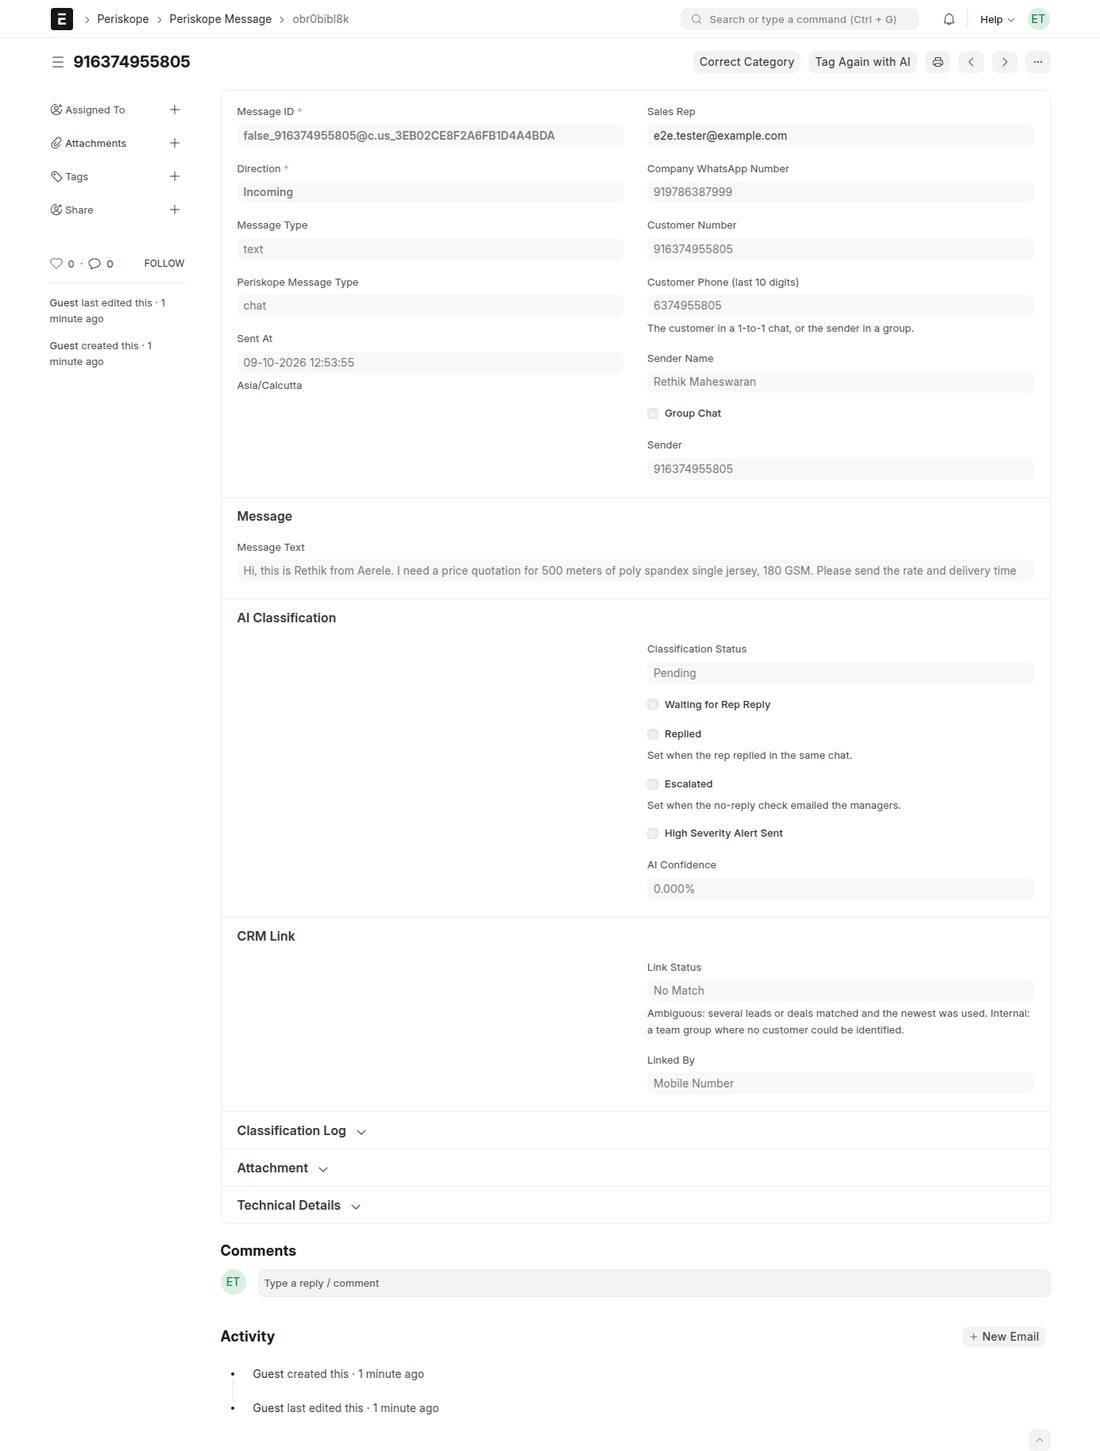 E
Periskope
Periskope Message
obr0bibl8k
Search or type a command (Ctrl + G)
Help
ET
916374955805
Correct Category
Tag Again with AI
Assigned To
Attachments
Tags
Share
0 · 0
FOLLOW
Guest last edited this · 1
minute ago
Guest created this · 1
minute ago
Message ID *
false_916374955805@c.us_3EB02CE8F2A6FB1D4A4BDA
Direction *
Incoming
Message Type
text
Periskope Message Type
chat
Sent At
09-10-2026 12:53:55
Asia/Calcutta
Sales Rep
e2e.tester@example.com
Company WhatsApp Number
919786387999
Customer Number
916374955805
Customer Phone (last 10 digits)
6374955805
The customer in a 1-to-1 chat, or the sender in a group.
Sender Name
Rethik Maheswaran
Group Chat
Sender
916374955805
Message
Message Text
Hi, this is Rethik from Aerele. I need a price quotation for 500 meters of poly spandex single jersey, 180 GSM. Please send the rate and delivery time
AI Classification
Classification Status
Pending
Waiting for Rep Reply
Replied
Set when the rep replied in the same chat.
Escalated
Set when the no-reply check emailed the managers.
High Severity Alert Sent
AI Confidence
0.000%
CRM Link
Link Status
No Match
Ambiguous: several leads or deals matched and the newest was used. Internal:
a team group where no customer could be identified.
Linked By
Mobile Number
Classification Log
Attachment
Technical Details
Comments
ET
Type a reply / comment
Activity
+ New Email
Guest created this · 1 minute ago
Guest last edited this · 1 minute ago